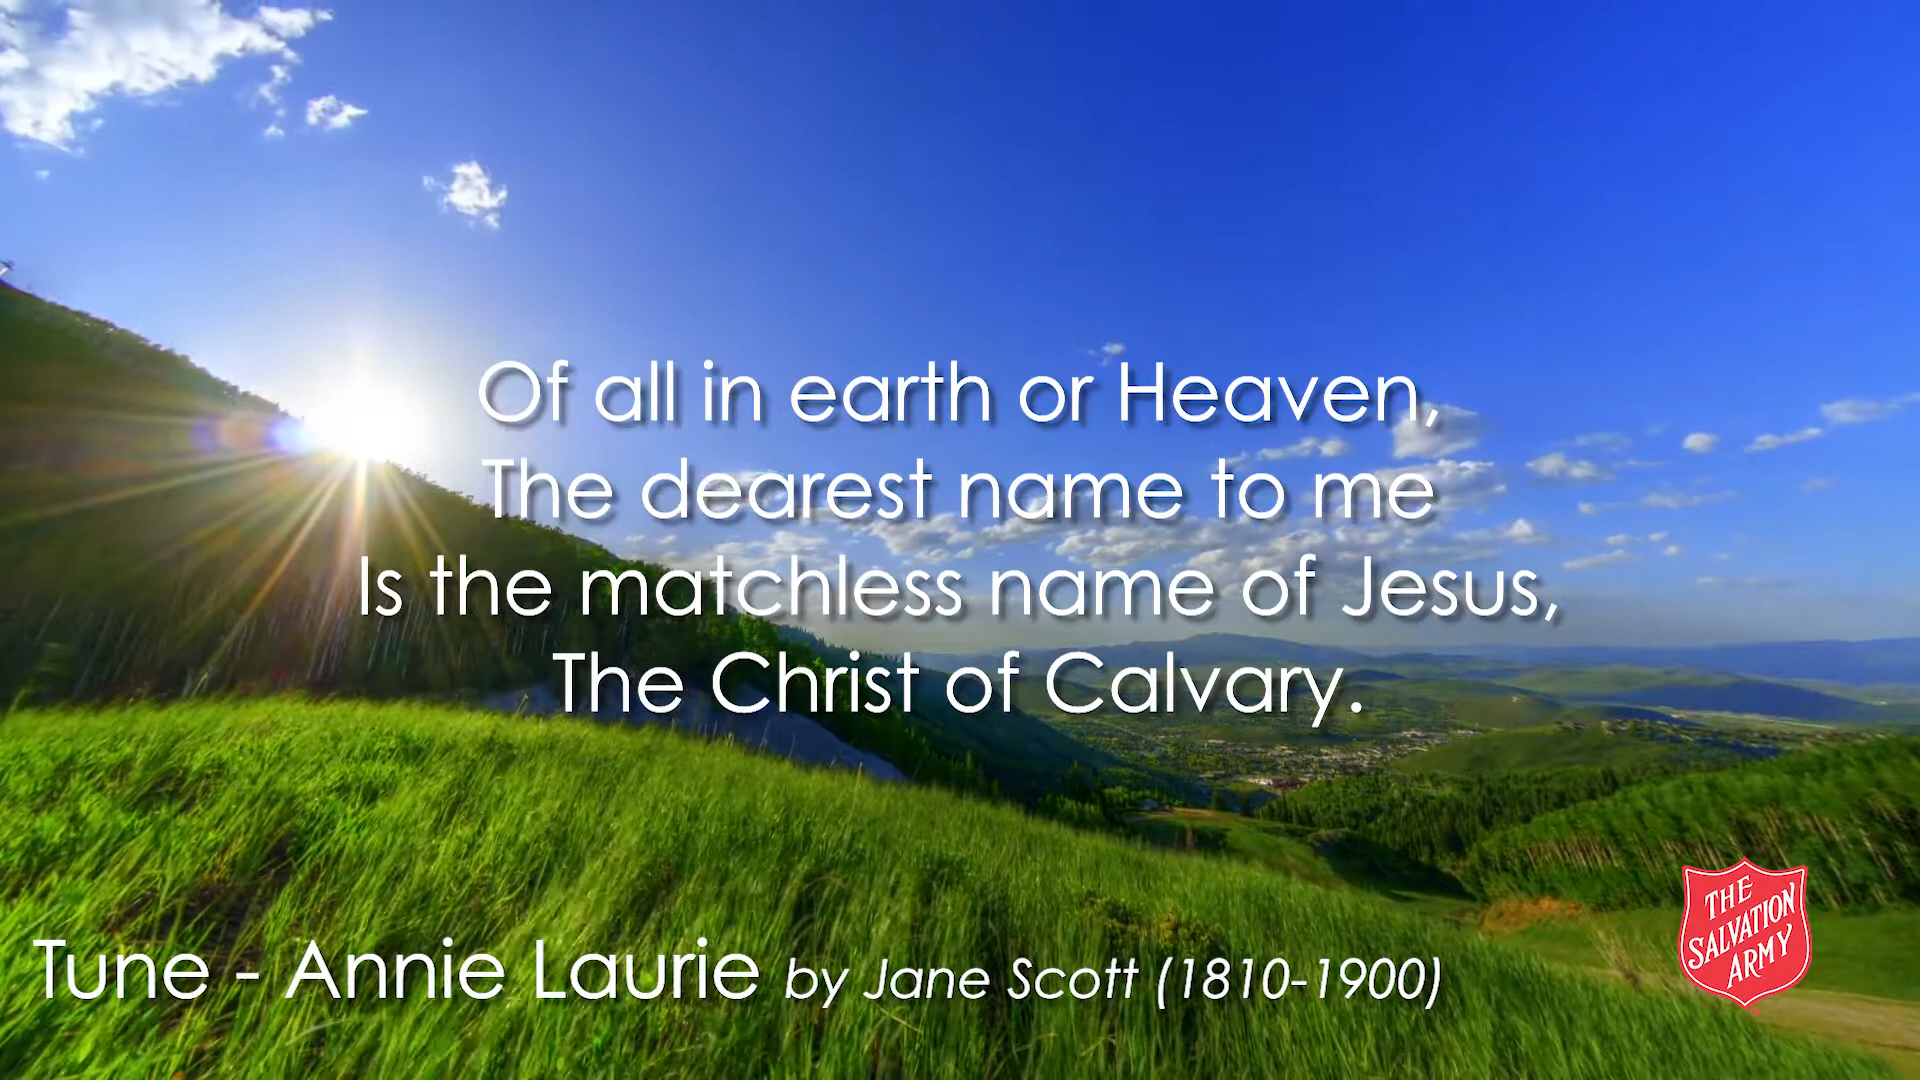 Of all in earth or Heaven,
The dearest name to me
Is the matchless name of Jesus,
The Christ of Calvary.
Tune - Annie Laurie by Jane Scott (1810-1900)
THE
SALVATION
ARMY